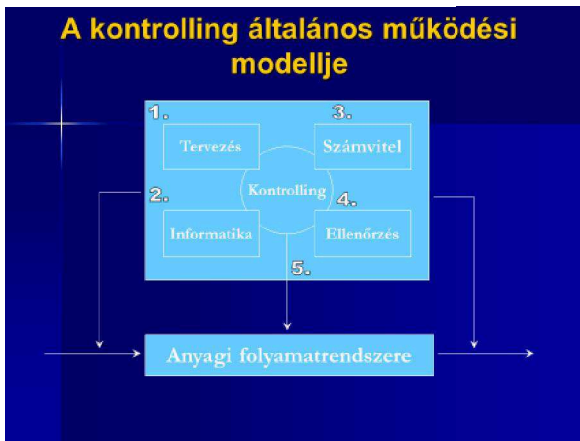 A kontrolling általános működési
modellje
1.
3.
Tervezés
Számvitel
2.
Kontrolling
4.
Informatika
Ellenőrzés
5.
Anyagi folyamatrendszere